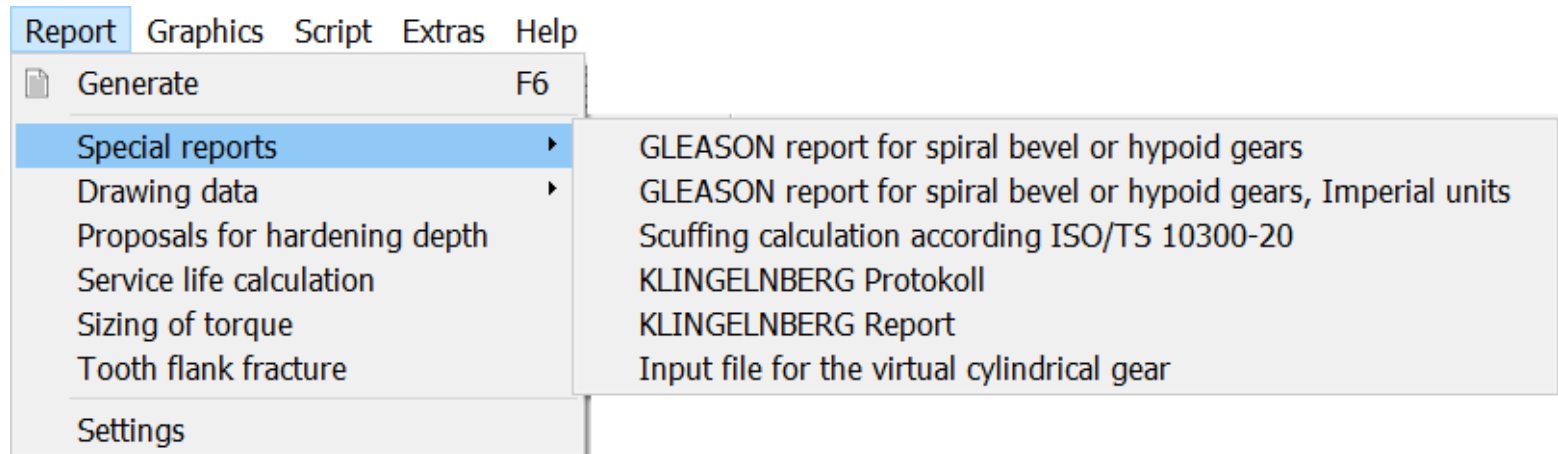 Report Graphics Script Extras Help
Generate F6
Special reports
Drawing data
Proposals for hardening depth
Service life calculation
Sizing of torque
Tooth flank fracture
Settings
GLEASON report for spiral bevel or hypoid gears
GLEASON report for spiral bevel or hypoid gears, Imperial units
Scuffing calculation according ISO/TS 10300-20
KLINGELNBERG Protokoll
KLINGELNBERG Report
Input file for the virtual cylindrical gear